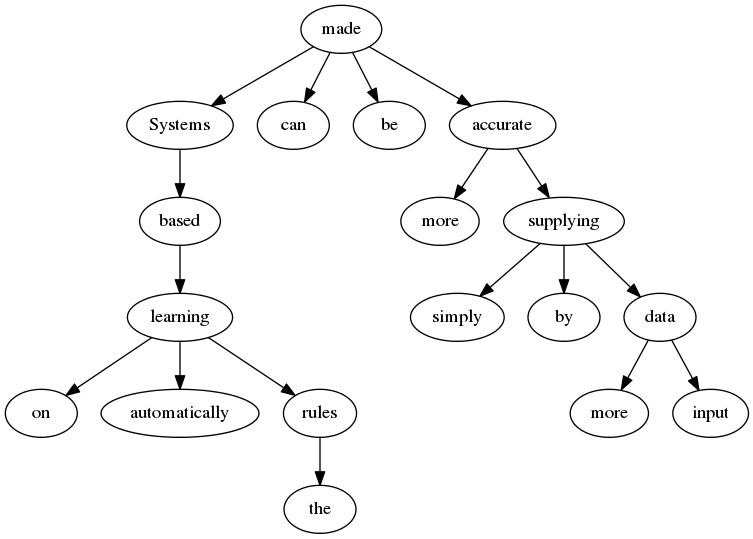 made
Systems can be accurate
based more supplying
learning simply by data
on automatically rules more input
the